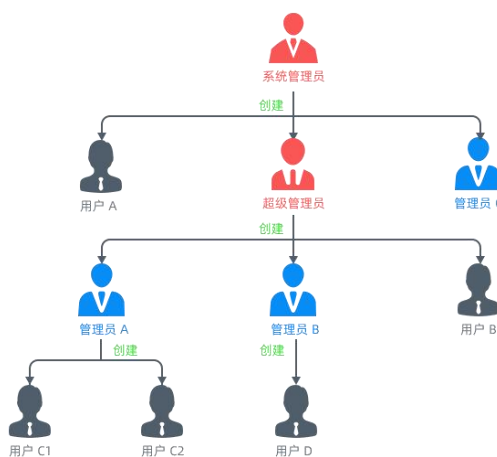 系统管理员
创建
用户 A
超级管理员
管理员
创建
管理员 A
管理员 B
用户 B
创建
创建
用户 C1
用户 C2
用户 D